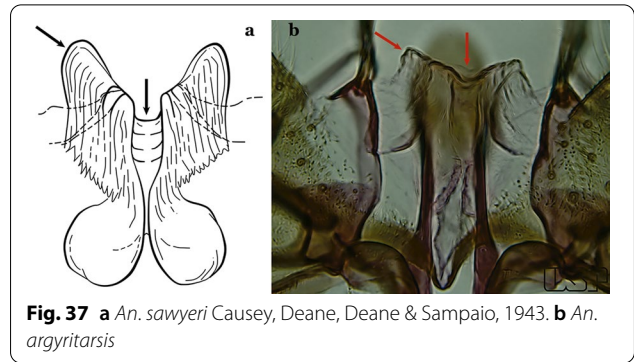 a
b
Fig. 37 a An. sawyeri Causey, Deane, Deane & Sampaio, 1943. b An.
argyritarsis